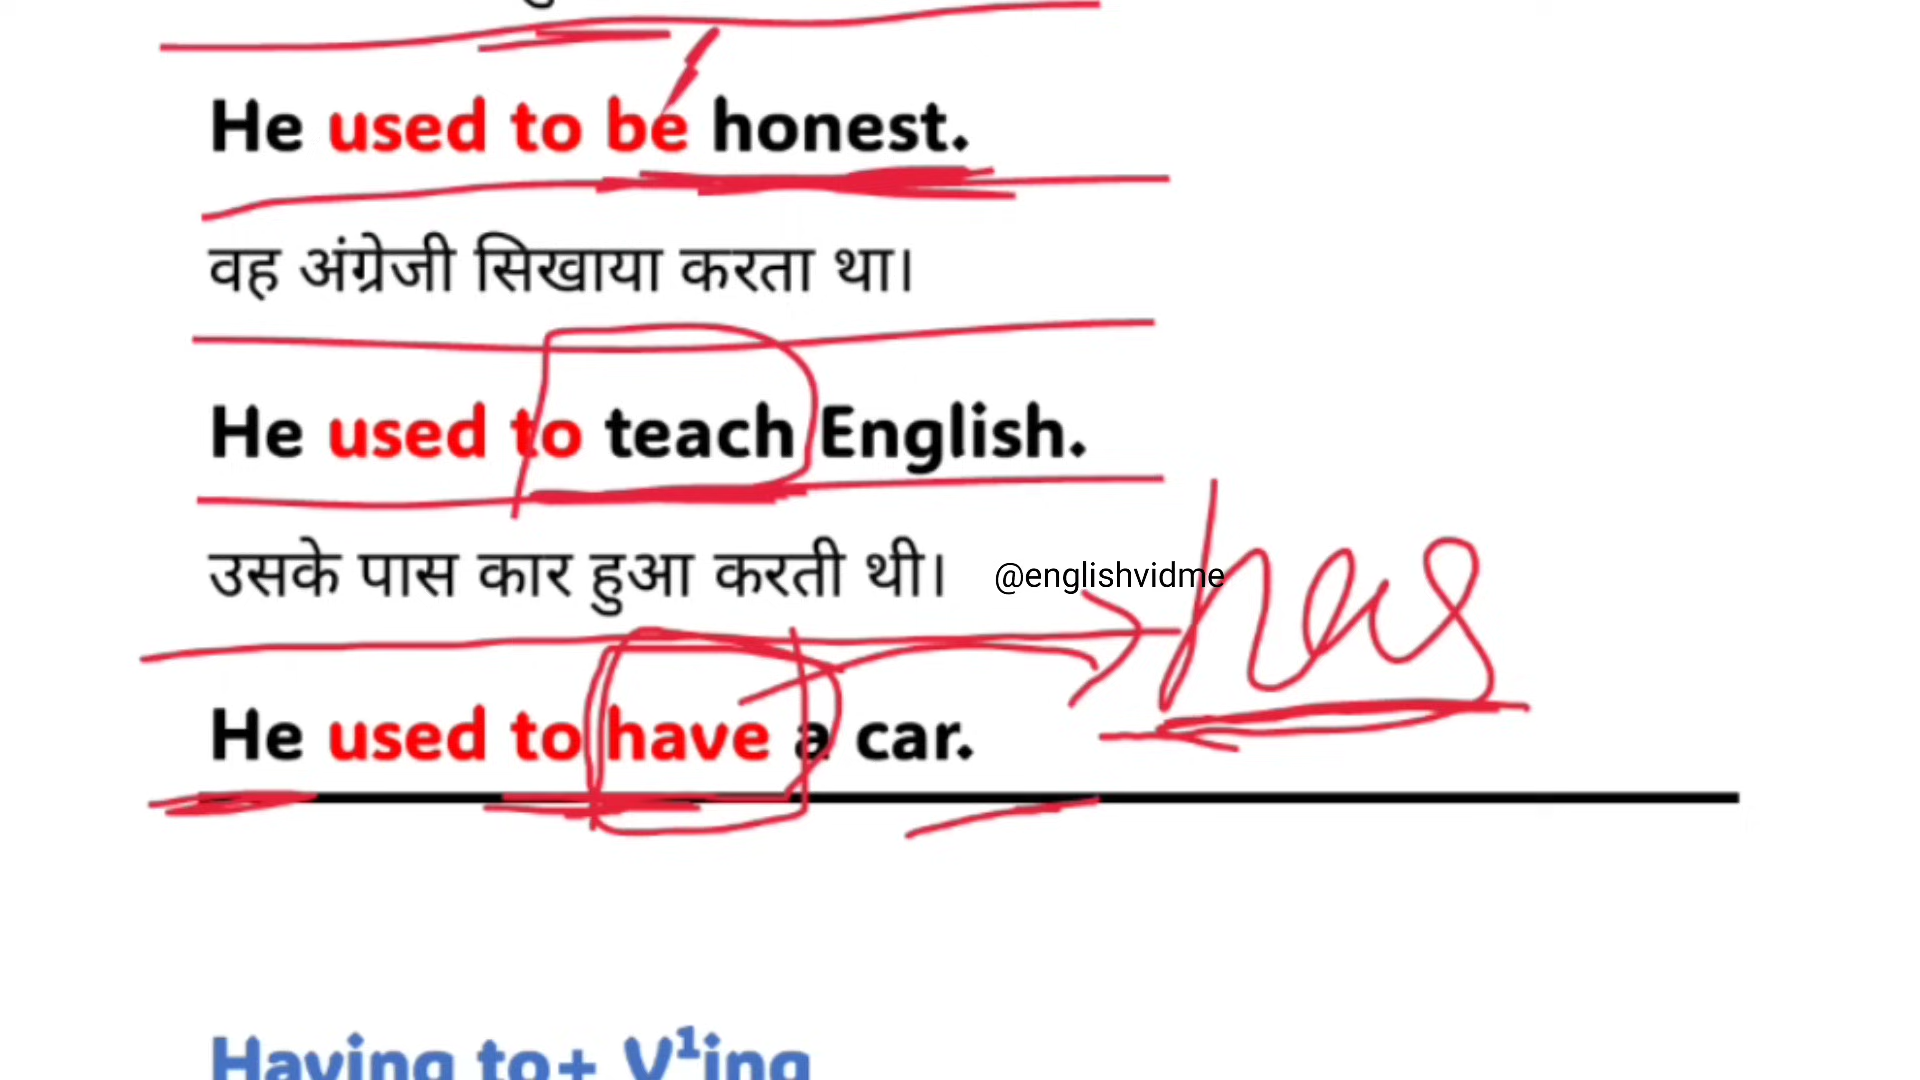 He used to be honest.
वह अंग्रेजी सिखाया करता था।
He used to teach English.
उसके पास कार हुआ करती थी।
@englishvidme
has
He used to have a car.
Having to+ V¹ing